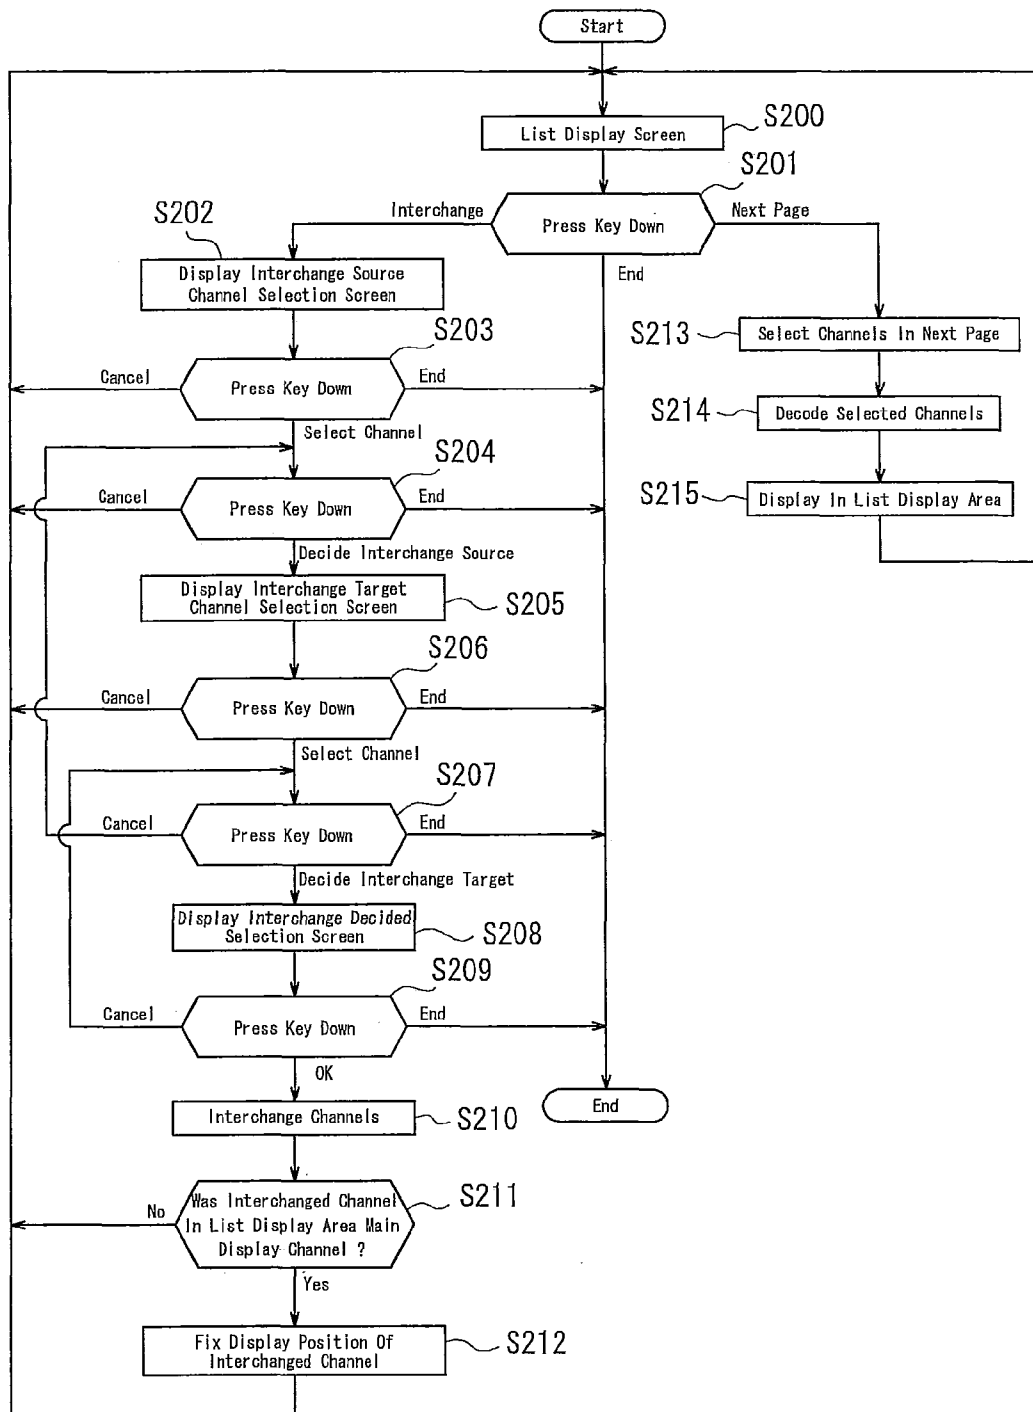 Start
S200
List Display Screen
S201
Interchange
Press Key Down
Next Page
End
S202
Display Interchange Source
Channel Selection Screen
S213
Select Channels In Next Page
S203
Cancel
Press Key Down
End
Select Channel
S214
Decode Selected Channels
S204
Cancel
Press Key Down
End
Decide Interchange Source
S215
Display In List Display Area
Display Interchange Target
Channel Selection Screen
S205
S206
Cancel
Press Key Down
End
Select Channel
S207
Cancel
Press Key Down
End
Decide Interchange Target
Display Interchange Decided
Selection Screen
S208
S209
Cancel
Press Key Down
End
OK
Interchange Channels
S210
End
S211
No
Was Interchanged Channel
In List Display Area Main
Display Channel ?
Yes
Fix Display Position Of
Interchanged Channel
S212